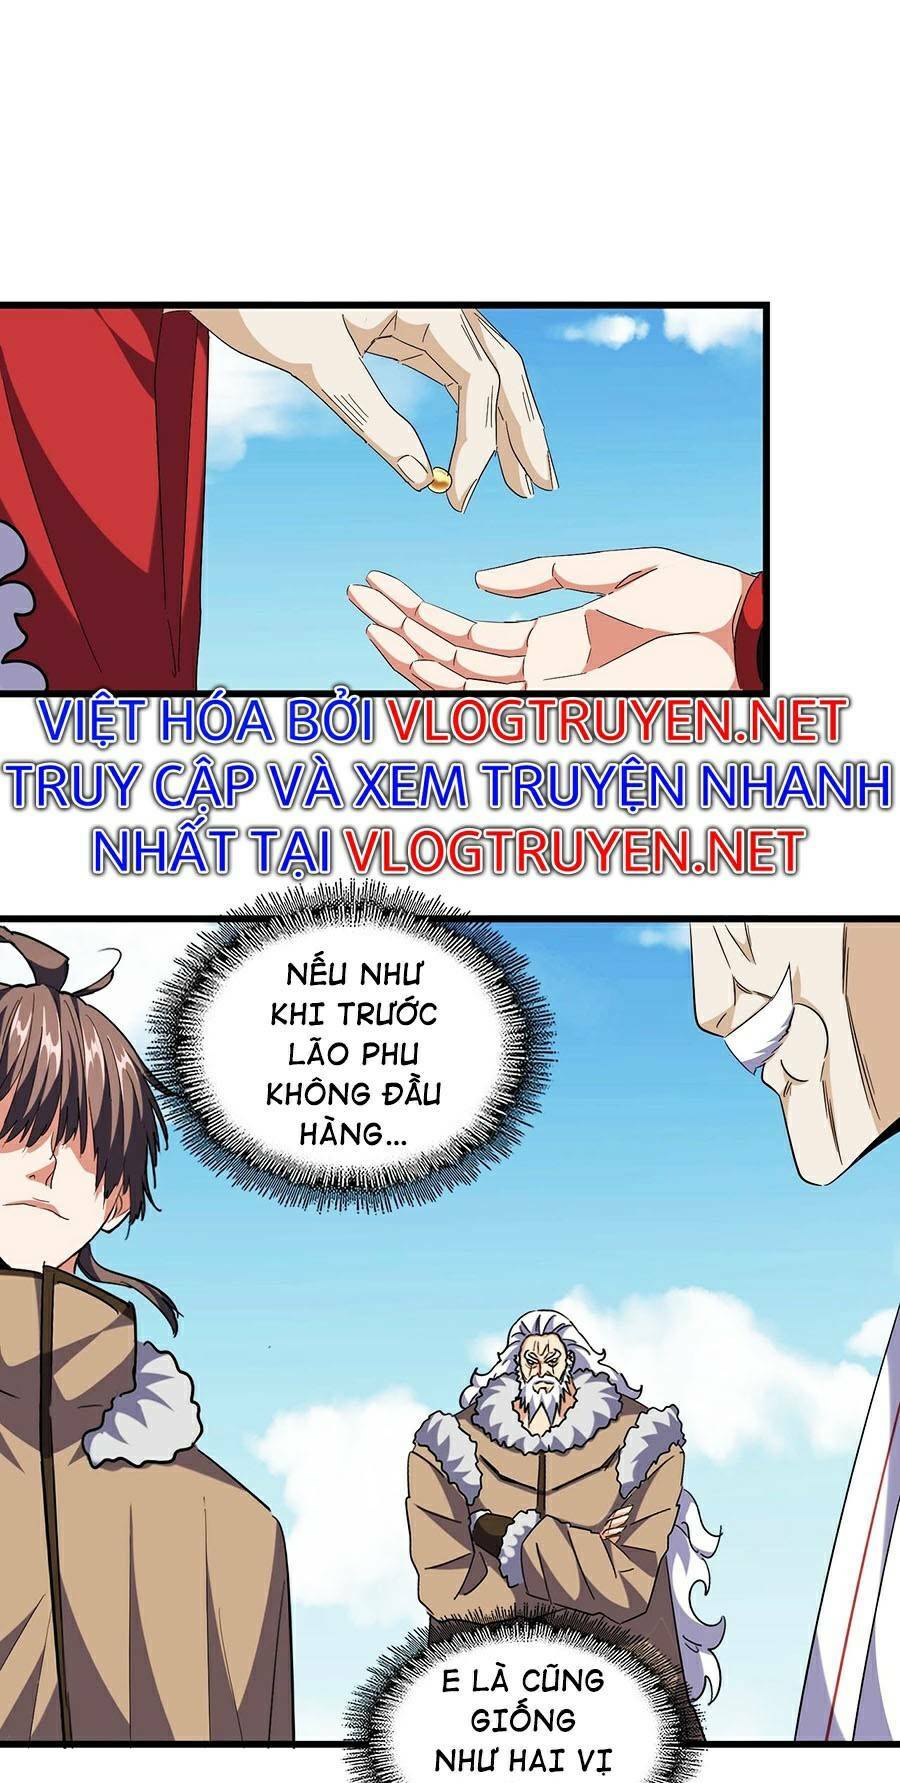 VIỆT HÓA BỞI VLOGTRUYEN.NET
TRUY CẬP VÀ XEM TRUYỆN NHANH
NHẤT TẠI VLOGTRUYEN.NET
NẾU NHƯ
KHI TRƯỚC
LÃO PHU
KHÔNG ĐẦU
HÀNG...
E LÀ CŨNG
GIỐNG
NHƯ HAI VỊ